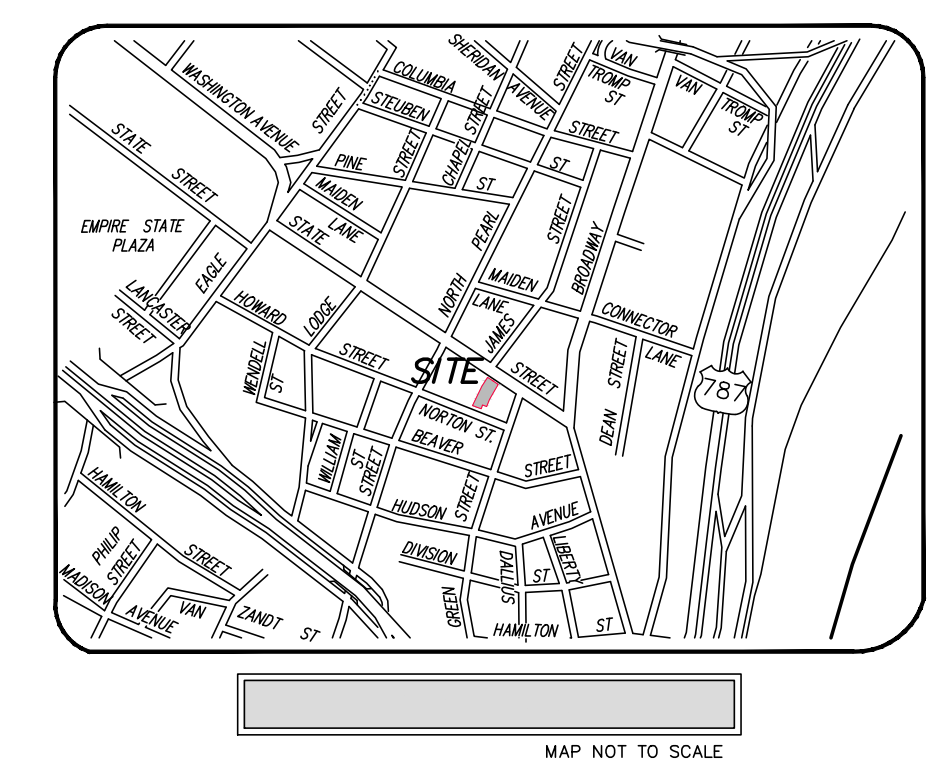 WASHINGTON AVENUE
STREET
COLUMBIA
STEUBEN
SHERIDAN
AVENUE
STREET
VAN
TROMP
ST
VAN
TROMP
ST
STATE
STREET
STREET
CHAPEL
STREET
STREET
PINE
ST
ST
MAIDEN
LANE
STATE
EMPIRE STATE
PLAZA
EAGLE
NORTH
PEARL
STREET
BROADWAY
LANCASTER
STREET
HOWARD
LODGE
STREET
MAIDEN
LANE
JAMES
CONNECTOR
LANE
DEAN STREET
787
WENDELL
ST
SITE
STREET
NORTON ST.
BEAVER
STREET
WILLIAM
ST
STREET
HUDSON
AVENUE
STREET
HAMILTON
STREET
PHILIP
STREET
MADISON
AVENUE
VAN
ZANDT
ST
DIVISION
ST
GREEN
DALLIUS
LIBERTY
HAMILTON
ST
MAP NOT TO SCALE